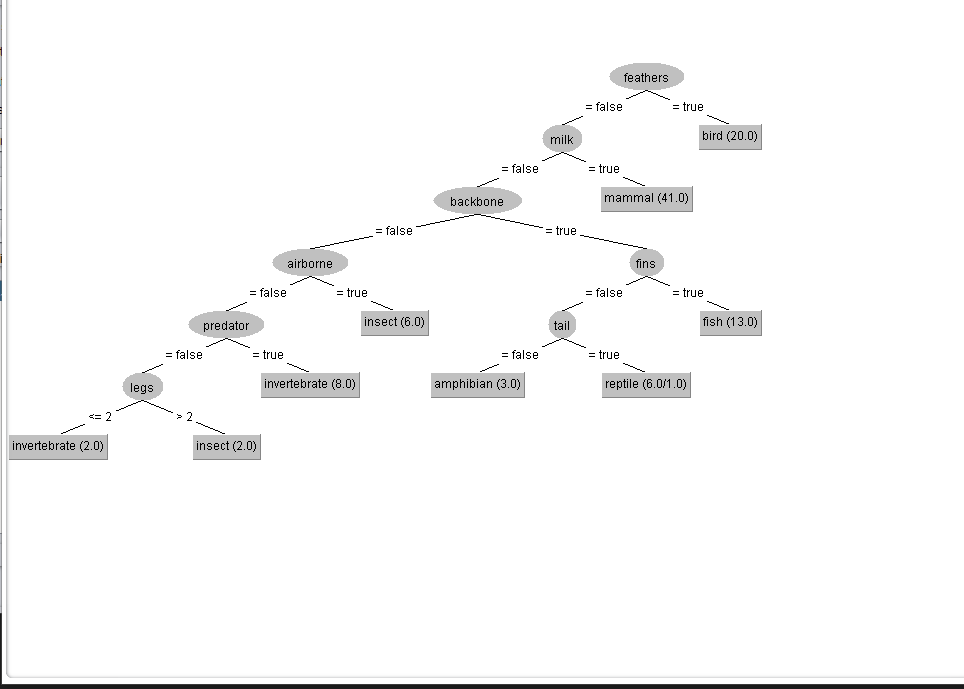 feathers
= false
= true
milk
bird (20.0)
= false
= true
backbone
mammal (41.0)
= false
= true
airborne
fins
= false
= true
= false
= true
predator
insect (6.0)
tail
fish (13.0)
= false
= true
= false
= true
legs
invertebrate (8.0)
amphibian (3.0)
reptile (6.0/1.0)
<= 2
> 2
invertebrate (2.0)
insect (2.0)